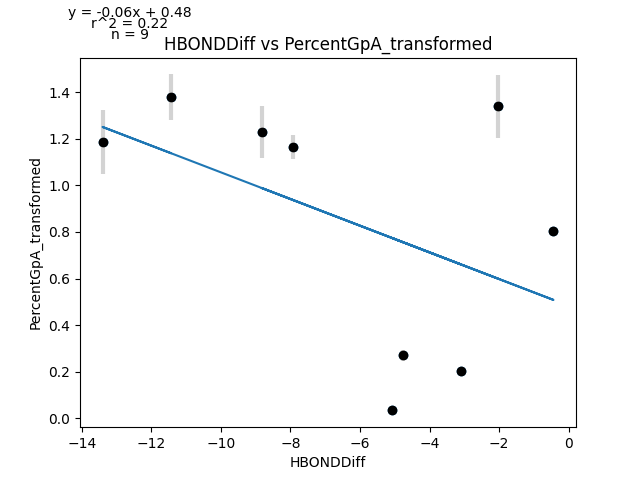 y = -0.06x + 0.48
r^2 = 0.22
n = 9
HBONDDiff vs PercentGpA_transformed
PercentGpA_transformed
1.4
1.2
1.0
0.8
0.6
0.4
0.2
0.0
−14 −12 −10 −8 −6 −4 −2 0
HBONDDiff